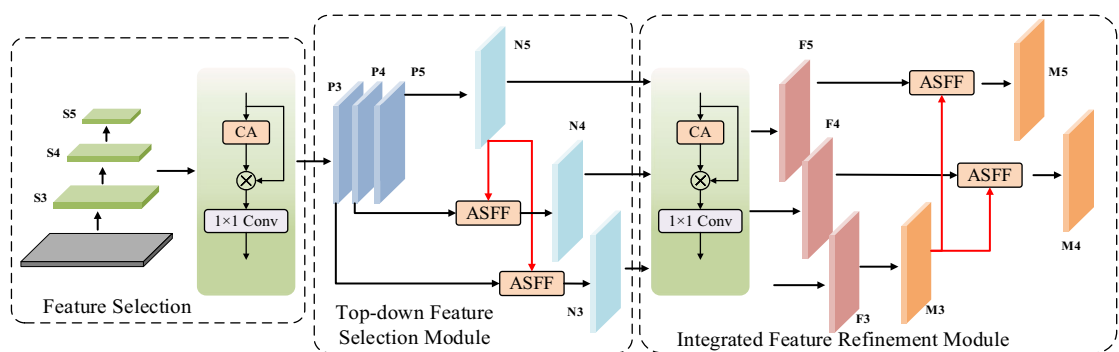 S5
S4
S3
CA
1×1 Conv
Feature Selection
P3
P4
P5
N5
N4
ASFF
ASFF
N3
Top-down Feature
Selection Module
CA
1×1 Conv
F5
F4
F3
ASFF
M5
ASFF
M4
M3
Integrated Feature Refinement Module